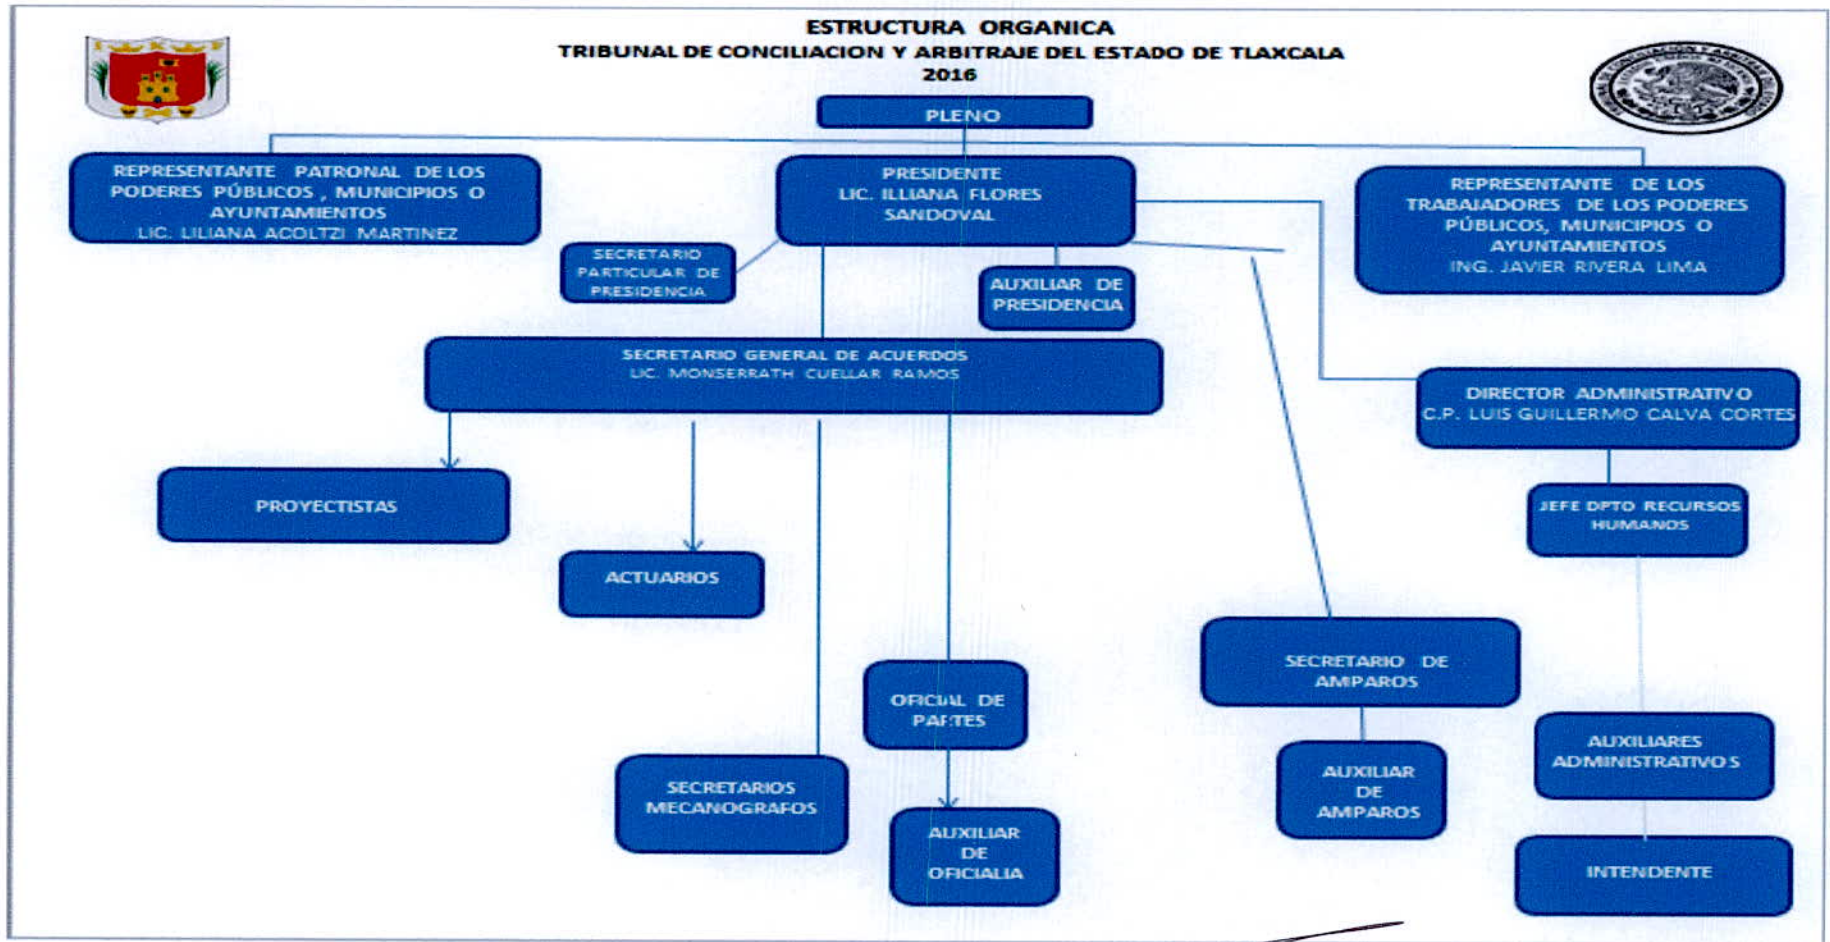 ESTRUCTURA ORGANICA
TRIBUNAL DE CONCILIACION Y ARBITRAJE DEL ESTADO DE TLAXCALA
2016
PLENO
REPRESENTANTE PATRONAL DE LOS
PODERES PÚBLICOS , MUNICIPIOS O
AYUNTAMIENTOS
LIC. LILIANA ACOLTZI MARTINEZ
PRESIDENTE
LIC. ILLIANA FLORES
SANDOVAL
REPRESENTANTE DE LOS
TRABAJADORES DE LOS PODERES
PÚBLICOS, MUNICIPIOS O
AYUNTAMIENTOS
ING. JAVIER RIVERA LIMA
SECRETARIO
PARTICULAR DE
PRESIDENCIA
AUXILIAR DE
PRESIDENCIA
SECRETARIO GENERAL DE ACUERDOS
LIC. MONSERRATH CUELLAR RAMOS
DIRECTOR ADMINISTRATIVO
C.P. LUIS GUILLERMO CALVA CORTES
PROYECTISTAS
JEFE DPTO RECURSOS
HUMANOS
ACTUARIOS
SECRETARIO DE
AMPAROS
OFICIAL DE
PARTES
AUXILIARES
ADMINISTRATIVOS
SECRETARIOS
MECANOGRAFOS
AUXILIAR
DE
AMPAROS
AUXILIAR
DE
OFICIALIA
INTENDENTE